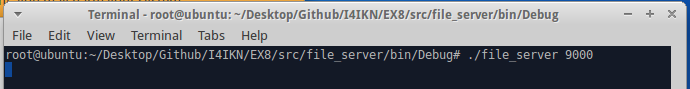 Terminal - root@ubuntu: ~/Desktop/Github/I4IKN/EX8/src/file_server/bin/Debug
File Edit View Terminal Tabs Help
root@ubuntu:~/Desktop/Github/I4IKN/EX8/src/file_server/bin/Debug# ./file_server 9000